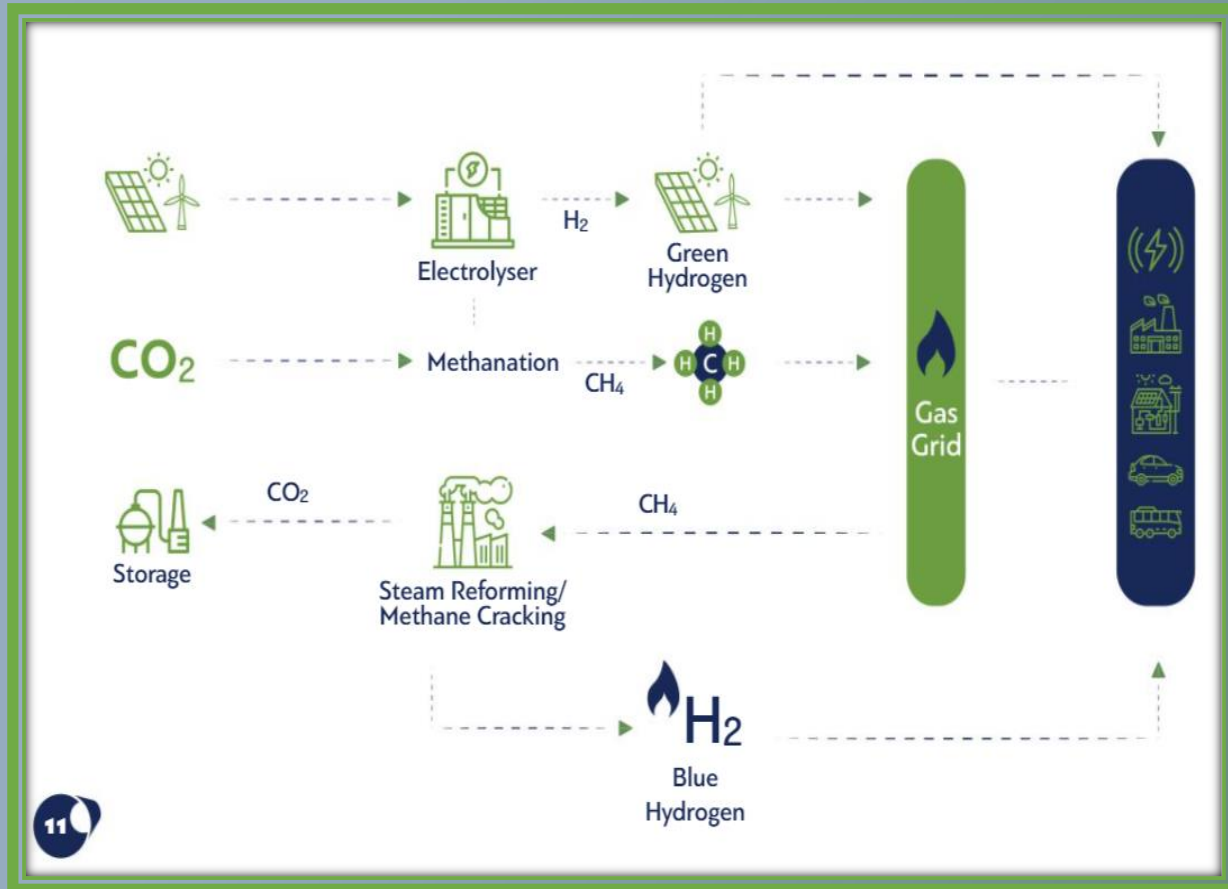 H₂
Electrolyser
Green
Hydrogen
CO₂
Methanation
CH₄
H
H
C
H
H
Gas
Grid
CO₂
CH₄
Storage
Steam Reforming/
Methane Cracking
H₂
Blue
Hydrogen
11